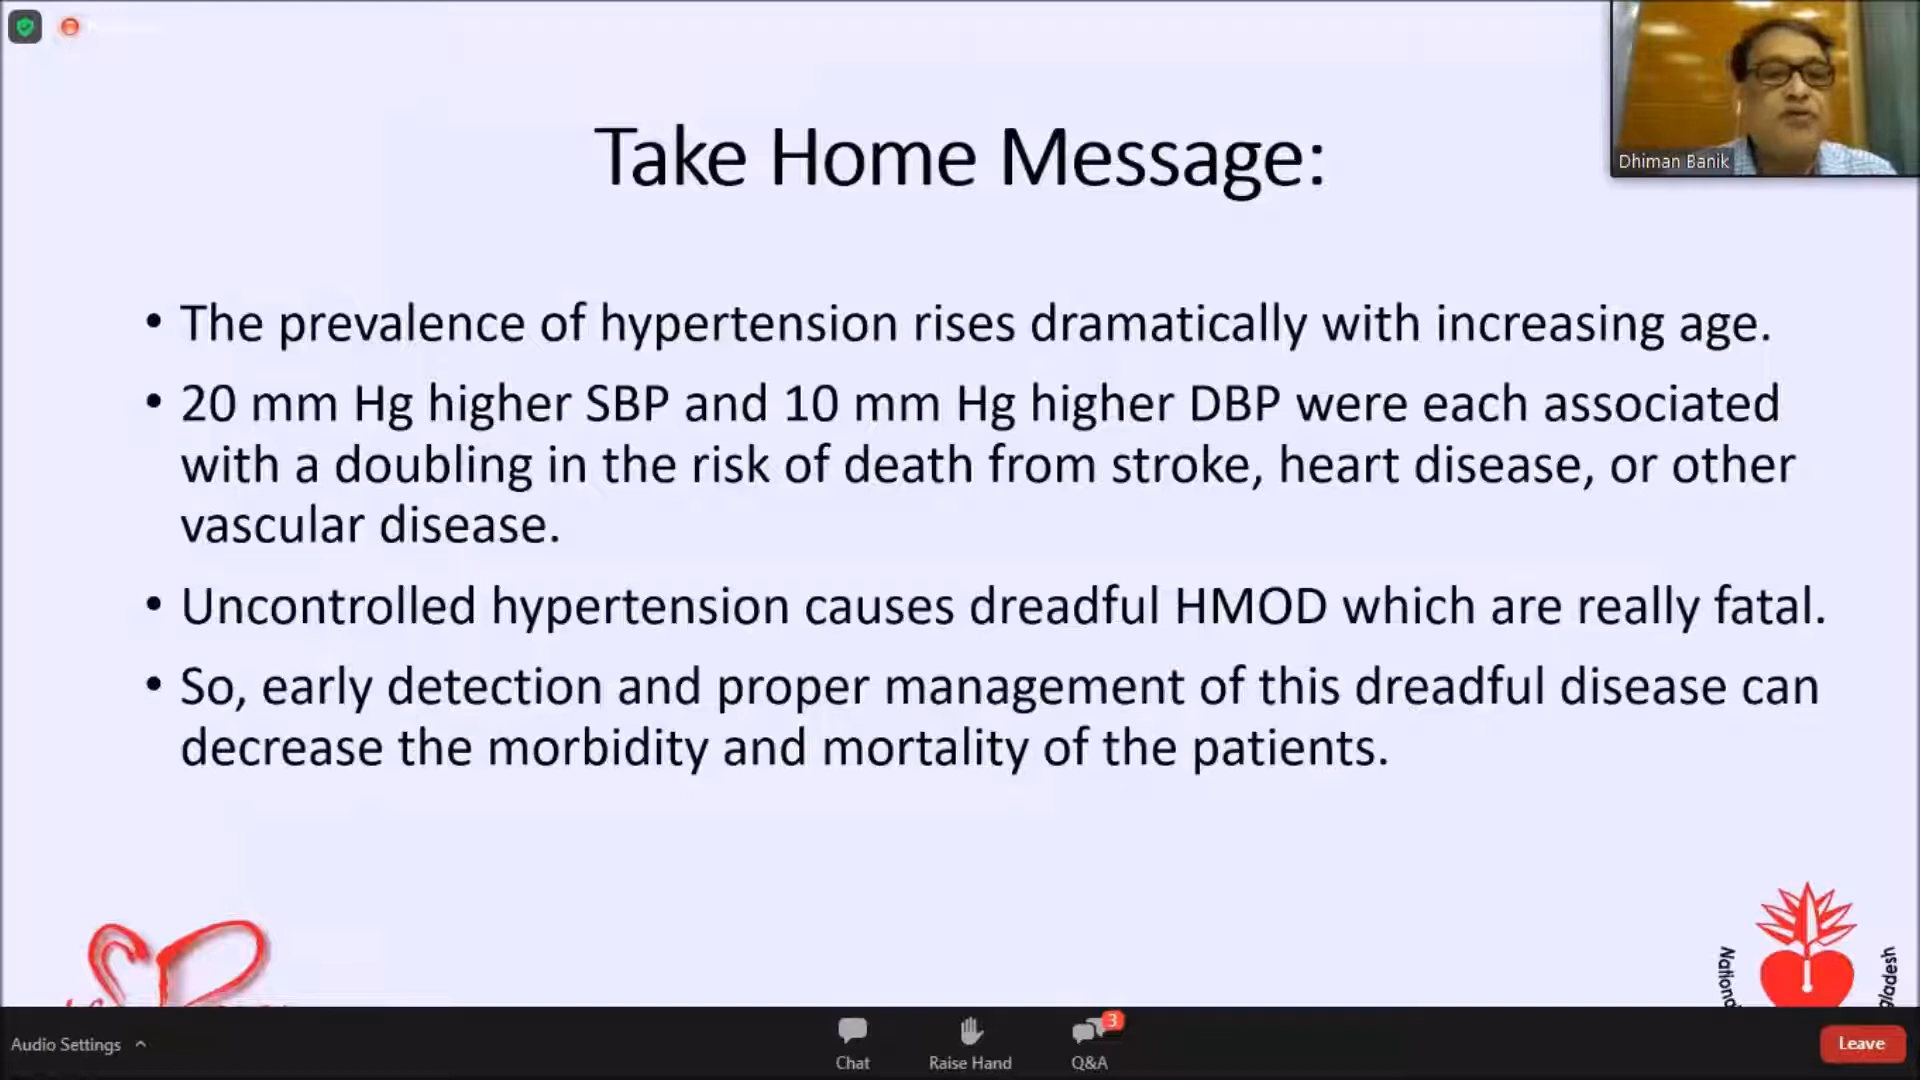 Dhiman Banik
Take Home Message:
• The prevalence of hypertension rises dramatically with increasing age.
• 20 mm Hg higher SBP and 10 mm Hg higher DBP were each associated
with a doubling in the risk of death from stroke, heart disease, or other
vascular disease.
• Uncontrolled hypertension causes dreadful HMOD which are really fatal.
• So, early detection and proper management of this dreadful disease can
decrease the morbidity and mortality of the patients.
Audio Settings
Chat
Raise Hand
3
Q&A
Leave